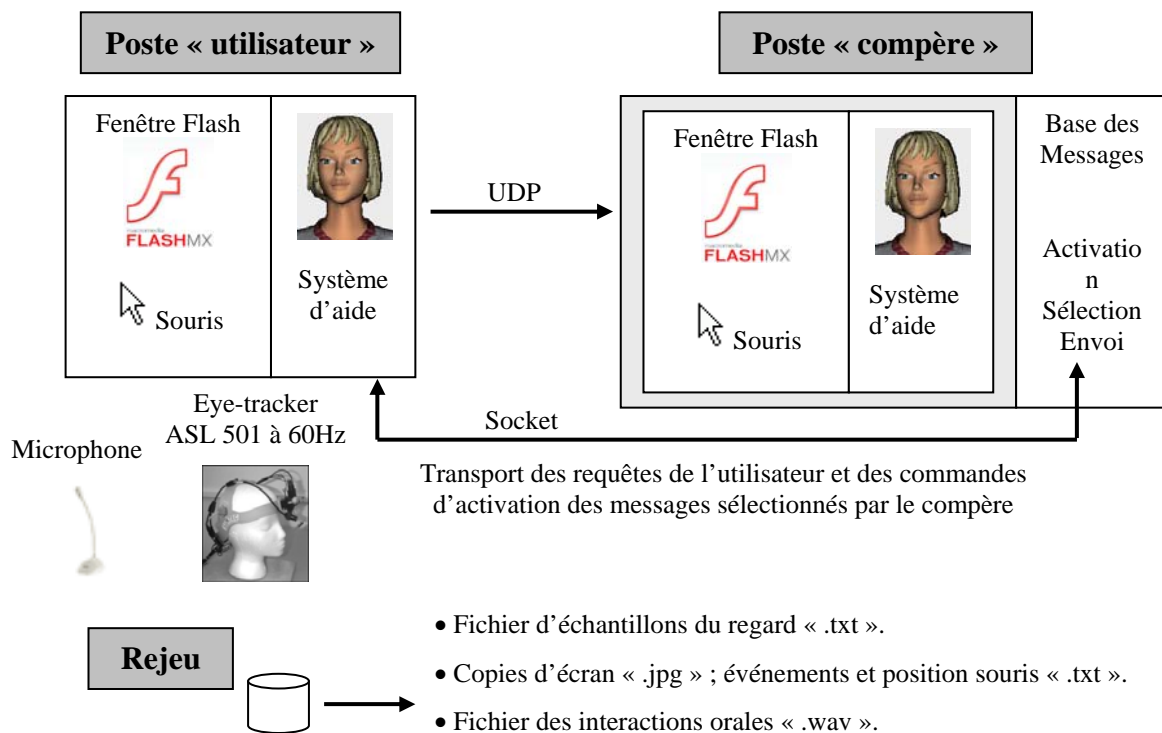 Poste « utilisateur »
Poste « compère »
Fenêtre Flash
macromedia
FLASHMX
Souris
Système
d’aide
UDP
Fenêtre Flash
macromedia
FLASHMX
Souris
Système
d’aide
Base des
Messages
Activatio
n
Sélection
Envoi
Eye-tracker
ASL 501 à 60Hz
Microphone
Socket
Transport des requêtes de l’utilisateur et des commandes
d’activation des messages sélectionnés par le compère
Rejeu
• Fichier d’échantillons du regard « .txt ».
• Copies d’écran « .jpg » ; événements et position souris « .txt ».
• Fichier des interactions orales « .wav ».